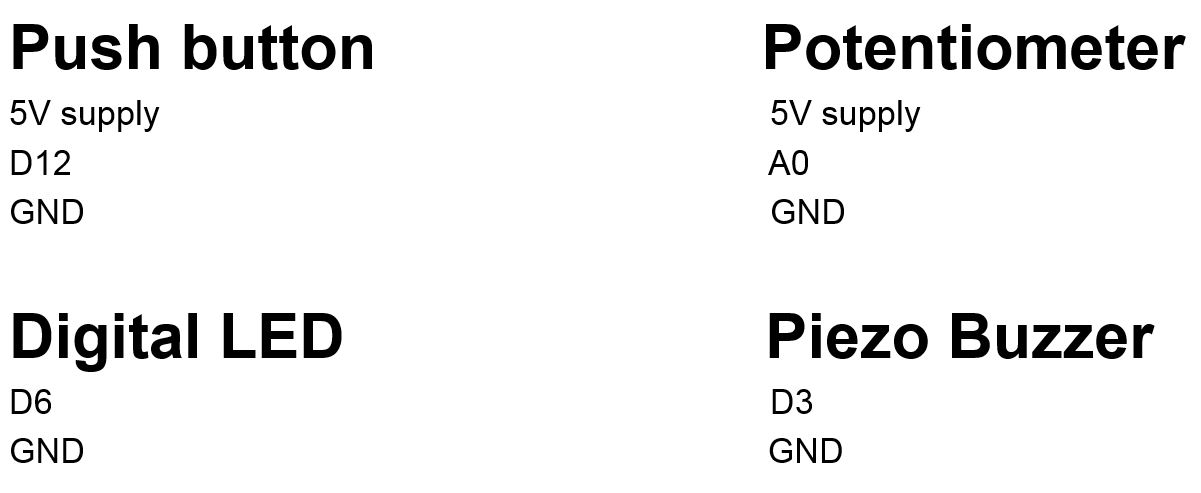 Push button
5V supply
D12
GND
Potentiometer
5V supply
A0
GND
Digital LED
D6
GND
Piezo Buzzer
D3
GND